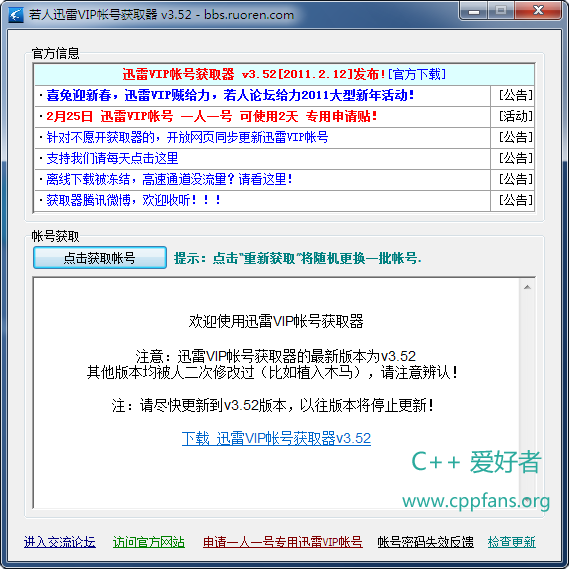 若人迅雷VIP帐号获取器 v3.52 - bbs.ruoren.com
官方信息
迅雷VIP帐号获取器 v3.52[2011.2.12]发布![官方下载]
·喜兔迎新春，迅雷VIP贼给力，若人论坛给力2011大型新年活动！ [公告]
·2月25日 迅雷VIP帐号 一人一号 可使用2天 专用申请贴！ [活动]
·针对不愿开获取器的，开放网页同步更新迅雷VIP帐号 [公告]
·支持我们请每天点击这里 [公告]
·离线下载被冻结，高速通道没流量？请看这里！ [公告]
·获取器腾讯微博，欢迎收听！！！ [公告]
帐号获取
点击获取帐号 提示：点击“重新获取”将随机更换一批帐号.
欢迎使用迅雷VIP帐号获取器
注意：迅雷VIP帐号获取器的最新版本为v3.52
其他版本均被人二次修改过（比如植入木马），请注意辨认！
注：请尽快更新到v3.52版本，以往版本将停止更新！
下载 迅雷VIP帐号获取器v3.52
C++ 爱好者
www.cppfans.org
进入交流论坛 访问官方网站 申请一人一号专用迅雷VIP帐号 帐号密码失效反馈 检查更新